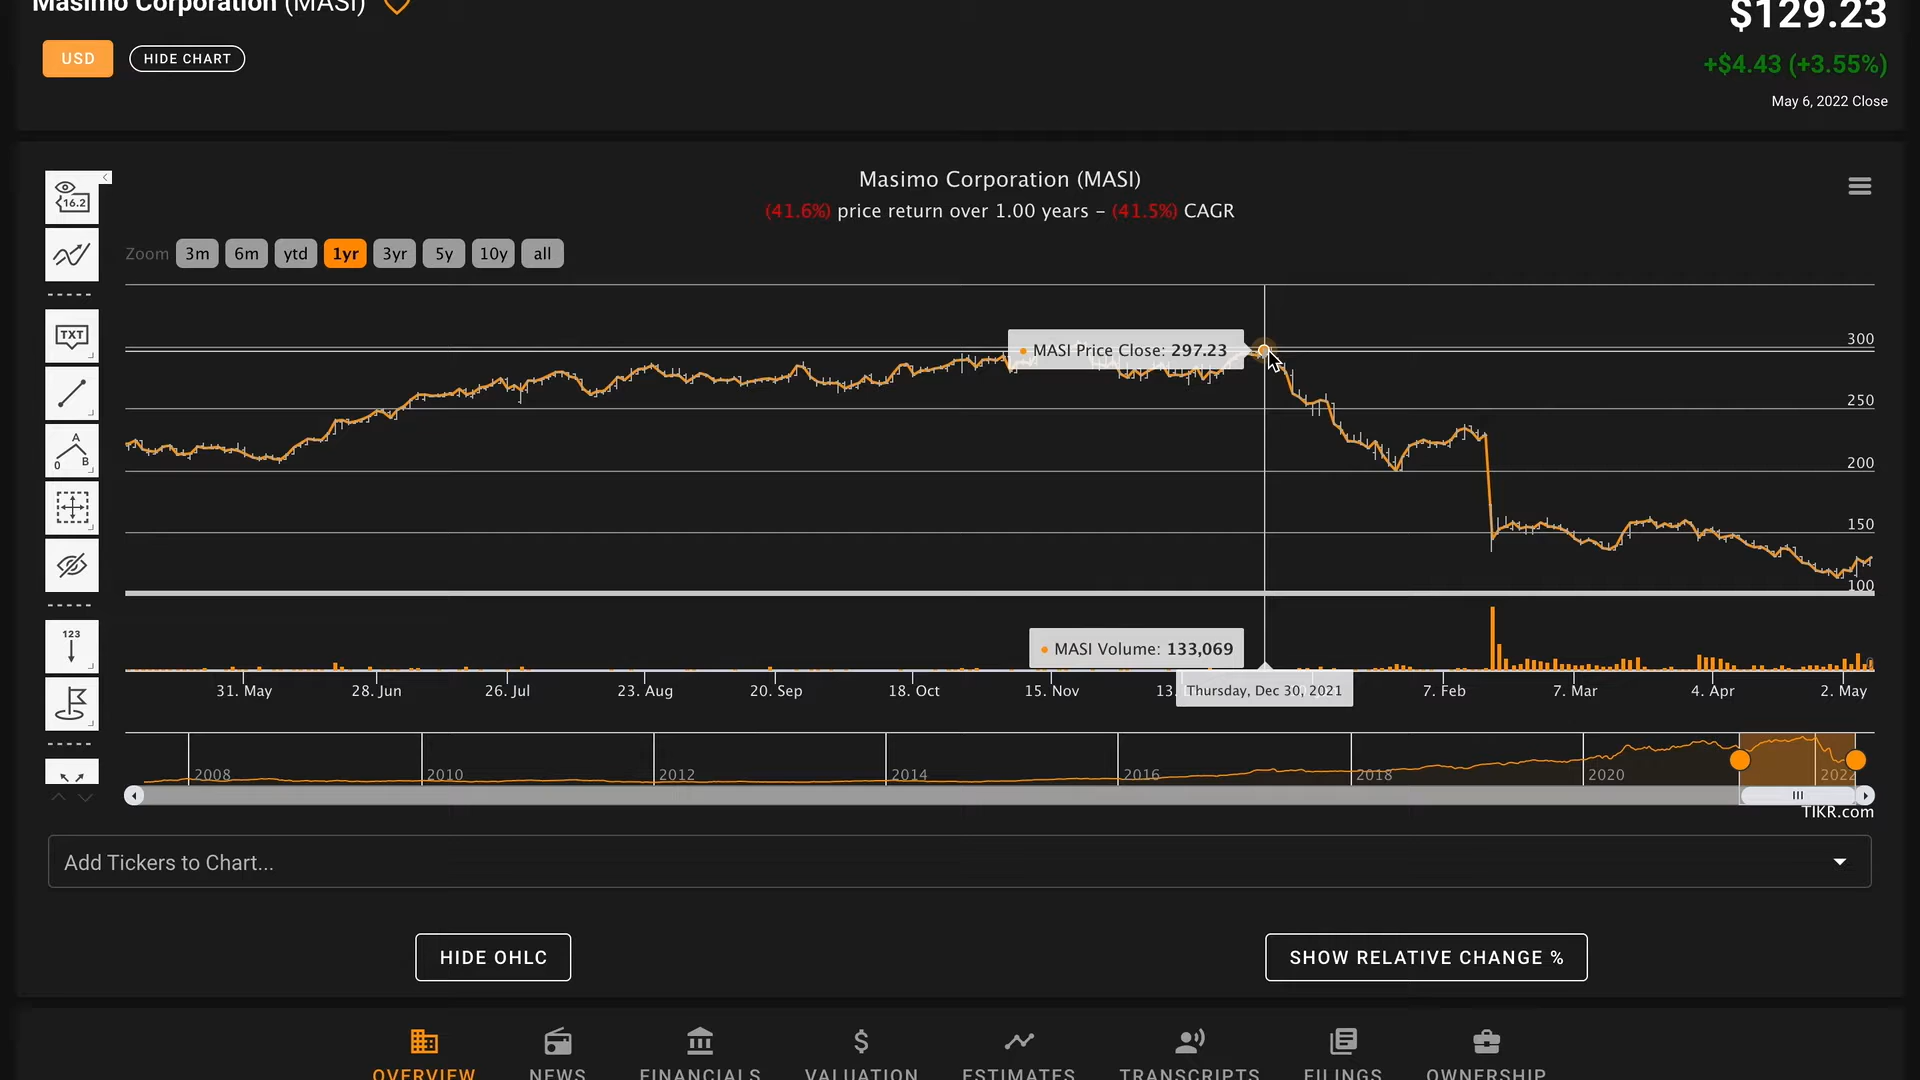 Masimo Corporation (MASI)
$129.23
USD
HIDE CHART
+$4.43 (+3.55%)
May 6, 2022 Close
Masimo Corporation (MASI)
(41.6%) price return over 1.00 years – (41.5%) CAGR
16.2
Zoom 3m 6m ytd 1yr 3yr 5y 10y all
TXT
A
0 B
123
300
250
200
150
100
0
MASI Price Close: 297.23
MASI Volume: 133,069
31. May 28. Jun 26. Jul 23. Aug 20. Sep 18. Oct 15. Nov 13. Thursday, Dec 30, 2021 7. Feb 7. Mar 4. Apr 2. May
2008 2010 2012 2014 2016 2018 2020 2022
TIKR.com
Add Tickers to Chart...
HIDE OHLC
SHOW RELATIVE CHANGE %
OVERVIEW NEWS FINANCIALS VALUATION ESTIMATES TRANSCRIPTS FILINGS OWNERSHIP